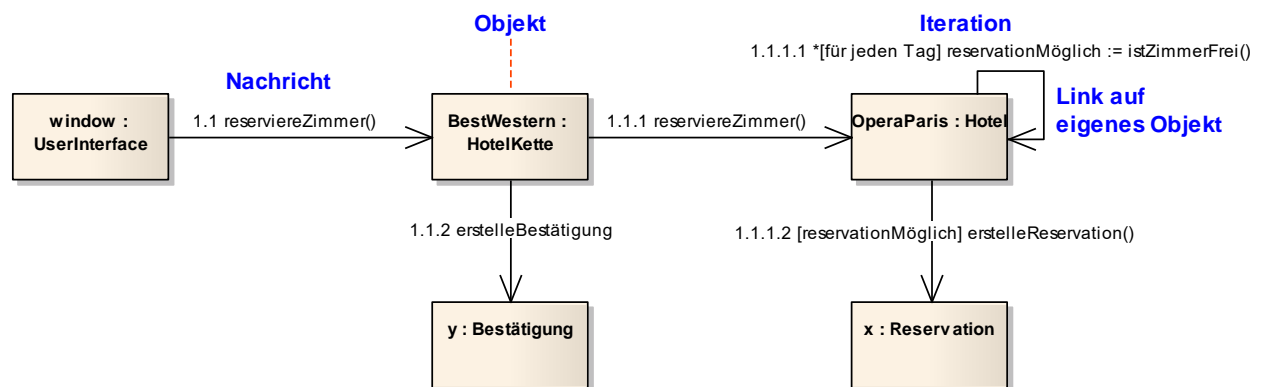 Objekt
Iteration
1.1.1.1 *[für jeden Tag] reservationMöglich := istZimmerFrei()
Nachricht
Link auf
eigenes Objekt
window :
UserInterface
1.1 reserviereZimmer()
BestWestern :
HotelKette
1.1.1 reserviereZimmer()
OperaParis : Hotel
1.1.2 erstelleBestätigung
1.1.1.2 [reservationMöglich] erstelleReservation()
y : Bestätigung
x : Reservation